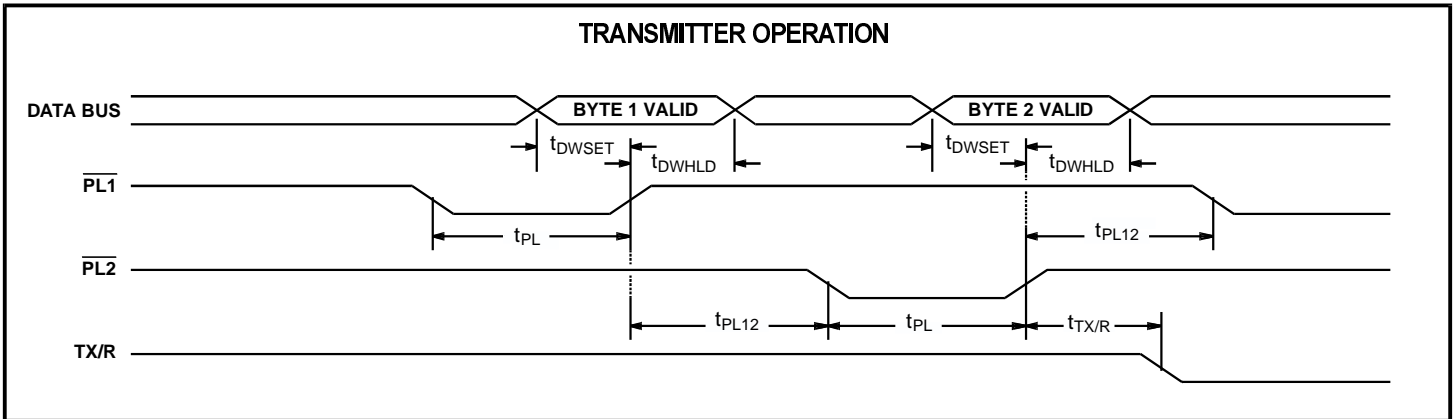 TRANSMITTER OPERATION
DATA BUS
BYTE 1 VALID
BYTE 2 VALID
tDWSET
tDWHLD
tDWSET
tDWHLD
PL1
tPL
tPL12
PL2
tPL12
tPL
tTX/R
TX/R